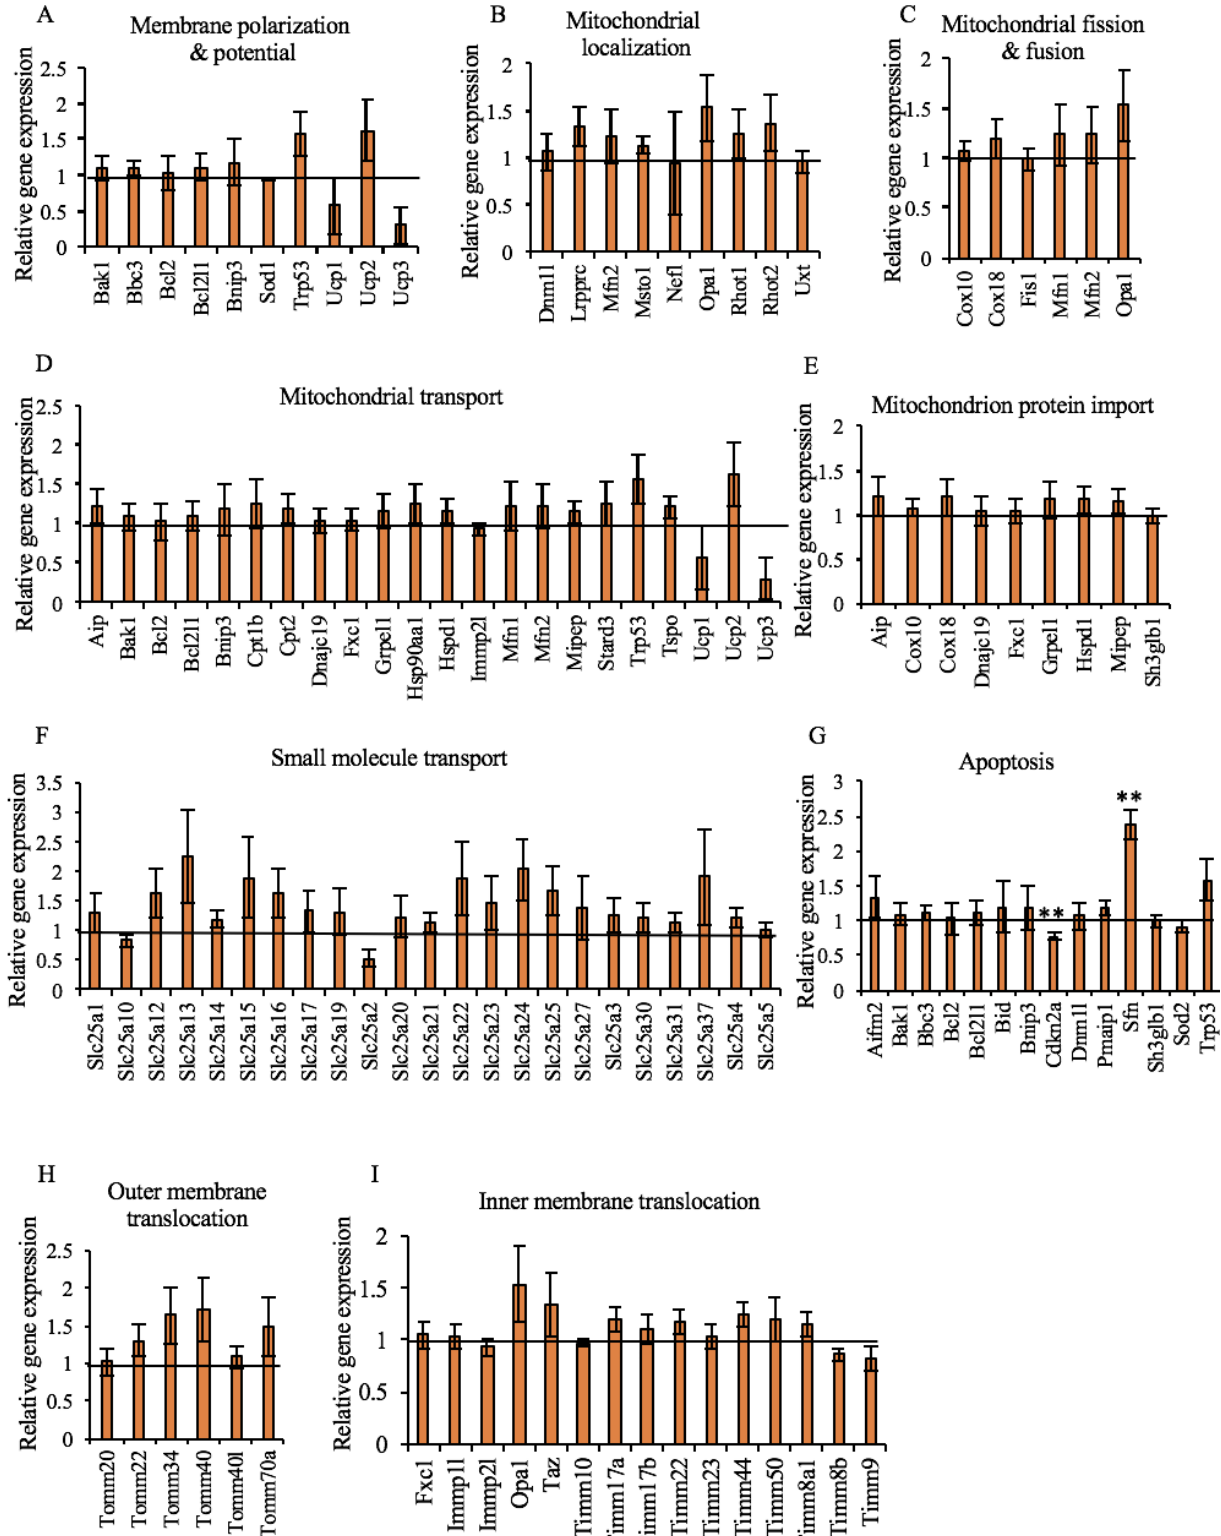 A
Membrane polarization
& potential
Relative gene expression
2.5
2
1.5
1
0.5
0
Bak1
Bbc3
Bcl2
Bcl2l1
Bnip3
Sod1
Trp53
Ucp1
Ucp2
Ucp3
B
Mitochondrial
localization
Relative gene expression
2
1.5
1
0.5
0
Dnm1l
Lrpprc
Mfn2
Msto1
Nefl
Opa1
Rhot1
Rhot2
Uxt
C
Mitochondrial fission
& fusion
Relative egene expression
2
1.5
1
0.5
0
Cox10
Cox18
Fis1
Mfn1
Mfn2
Opa1
D
Mitochondrial transport
Relative gene expression
2.5
2
1.5
1
0.5
0
Aip
Bak1
Bcl2
Bcl2l1
Bnip3
Cpt1b
Cpt2
Dnajc19
Fxc1
Grpel1
Hsp90aa1
Hspd1
Immp2l
Mfn1
Mfn2
Mipep
Stard3
Trp53
Tspo
Ucp1
Ucp2
Ucp3
E
Mitochondrion protein import
Relative gene expression
2
1.5
1
0.5
0
Aip
Cox10
Cox18
Dnajc19
Fxc1
Grpel1
Hspd1
Mipep
Sh3glb1
F
Small molecule transport
Relative gene expression
3.5
3
2.5
2
1.5
1
0.5
0
Slc25a1
Slc25a10
Slc25a12
Slc25a13
Slc25a14
Slc25a15
Slc25a16
Slc25a17
Slc25a19
Slc25a2
Slc25a20
Slc25a21
Slc25a22
Slc25a23
Slc25a24
Slc25a25
Slc25a27
Slc25a3
Slc25a30
Slc25a31
Slc25a37
Slc25a4
Slc25a5
G
Apoptosis
Relative gene expression
3
2.5
2
1.5
1
0.5
0
**
**
Aifm2
Bak1
Bbc3
Bcl2
Bcl2l1
Bid
Bnip3
Cdkn2a
Dnm1l
Pmaip1
Sfn
Sh3glb1
Sod2
Trp53
H
Outer membrane
translocation
Relative gene expression
2.5
2
1.5
1
0.5
0
Tomm20
Tomm22
Tomm34
Tomm40
Tomm40l
Tomm70a
I
Inner membrane translocation
Relative gene expression
2
1.5
1
0.5
0
Fxc1
Immp1l
Immp2l
Opa1
Taz
Timm10
Timm17a
Timm17b
Timm22
Timm23
Timm44
Timm50
Timm8a1
Timm8b
Timm9